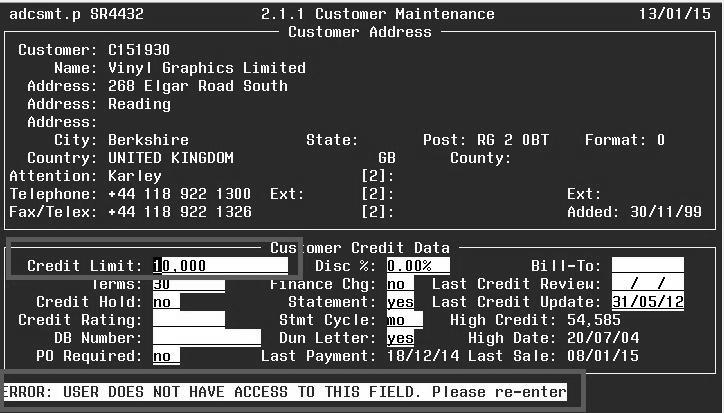 adcsmt.p SR4432 2.1.1 Customer Maintenance 13/01/15
Customer Address
Customer: C151930
Name: Vinyl Graphics Limited
Address: 268 Elgar Road South
Address: Reading
Address:
City: Berkshire State: Post: RG 2 0BT Format: 0
Country: UNITED KINGDOM GB County:
Attention: Karley [2]:
Telephone: +44 118 922 1300 Ext: [2]: Ext:
Fax/Telex: +44 118 922 1326 [2]: Added: 30/11/99
Customer Credit Data
Credit Limit: 10,000 Disc %: 0.00% Bill-To:
Terms: 30 Finance Chg: no Last Credit Review: / /
Credit Hold: no Statement: yes Last Credit Update: 31/05/12
Credit Rating: Stmt Cycle: mo High Credit: 54,585
DB Number: Dun Letter: yes High Date: 20/07/04
PO Required: no Last Payment: 18/12/14 Last Sale: 08/01/15
ERROR: USER DOES NOT HAVE ACCESS TO THIS FIELD. Please re-enter